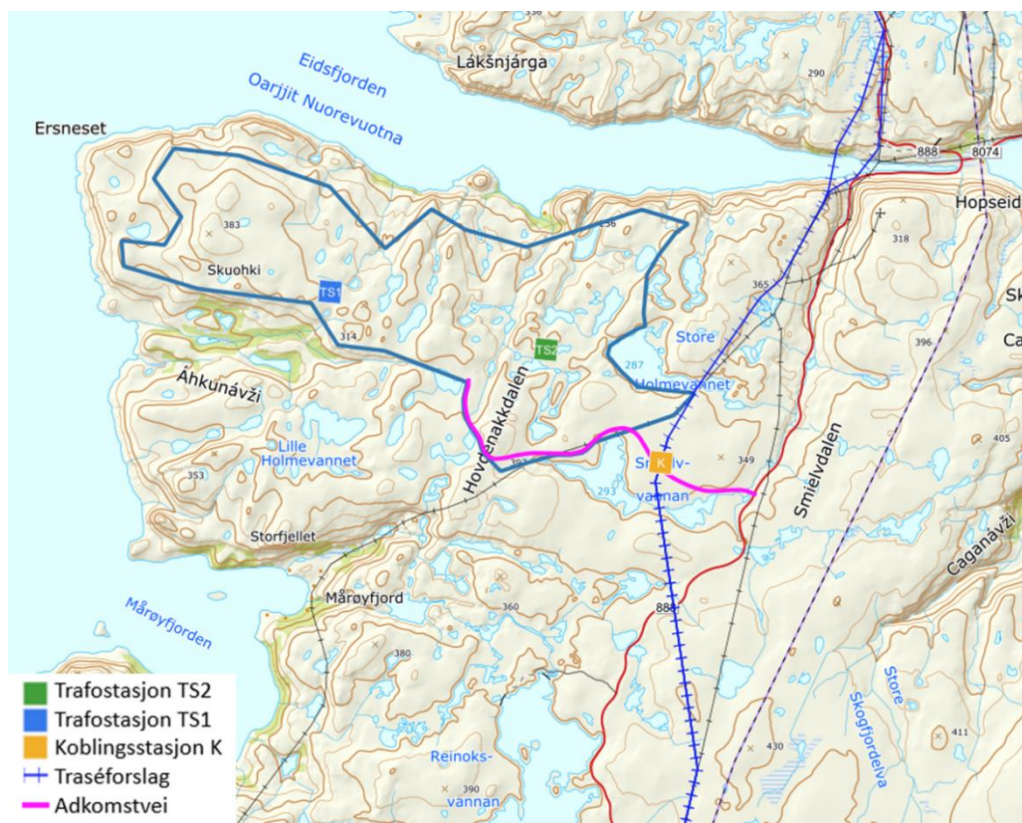 Lákšnjárga
290
Eidsfjorden
Oarjjit Nuorevuotna
Ersneset
888
8074
Hopseid
383
318
Skuohki
TS1
365
314
Store
396
TS2
287
Holmevannet
Áhkunávži
Hovdenakkdalen
Smielvdalen
405
Lille
Holmevannet
349
353
K
vannan
293
Storfjellet
Caganávži
Mårøyfjord
360
Mårøyfjorden
380
Store
Skogfjordelva
411
430
Reinoks-
vannan
390
Trafostasjon TS2
Trafostasjon TS1
Koblingsstasjon K
Traséforslag
Adkomstvei